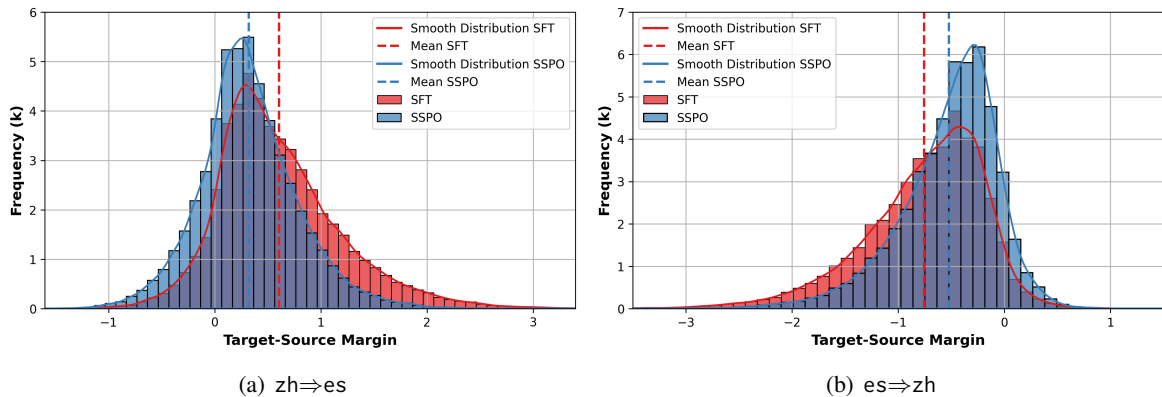 6
5
4
3
2
1
0
Frequency (k)
-1
0
1
2
3
Target-Source Margin
Smooth Distribution SFT
Mean SFT
Smooth Distribution SSPO
Mean SSPO
SFT
SSPO
(a) zh⇒es
7
6
5
4
3
2
1
0
Frequency (k)
−3
−2
−1
0
1
Target-Source Margin
Smooth Distribution SFT
Mean SFT
Smooth Distribution SSPO
Mean SSPO
SFT
SSPO
(b) es⇒zh